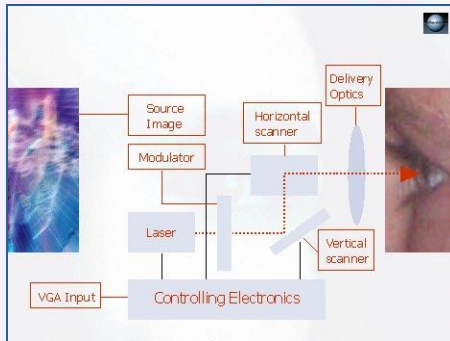 Delivery
Optics
Source
Image
Horizontal
scanner
Modulator
Laser
Vertical
scanner
VGA Input
Controlling Electronics